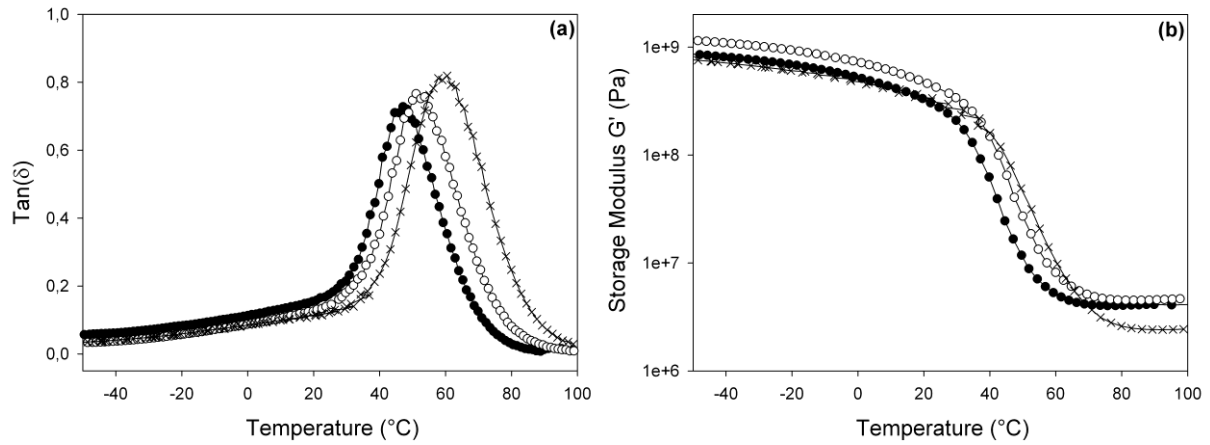 (a)
1,0
0,8
0,6
0,4
0,2
0,0
Tan(δ)
-40 -20 0 20 40 60 80 100
Temperature (°C)
(b)
1e+9
1e+8
1e+7
1e+6
Storage Modulus G' (Pa)
-40 -20 0 20 40 60 80 100
Temperature (°C)